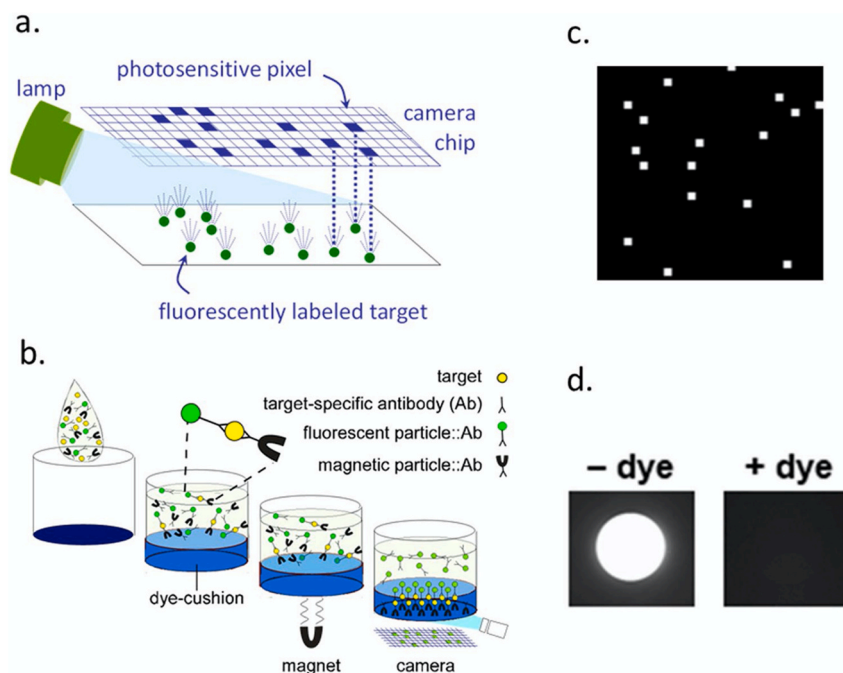 a.
photosensitive pixel
lamp
camera
chip
fluorescently labeled target
b.
target
target-specific antibody (Ab)
fluorescent particle::Ab
magnetic particle::Ab
dye-cushion
magnet
camera
c.
d.
– dye
+ dye